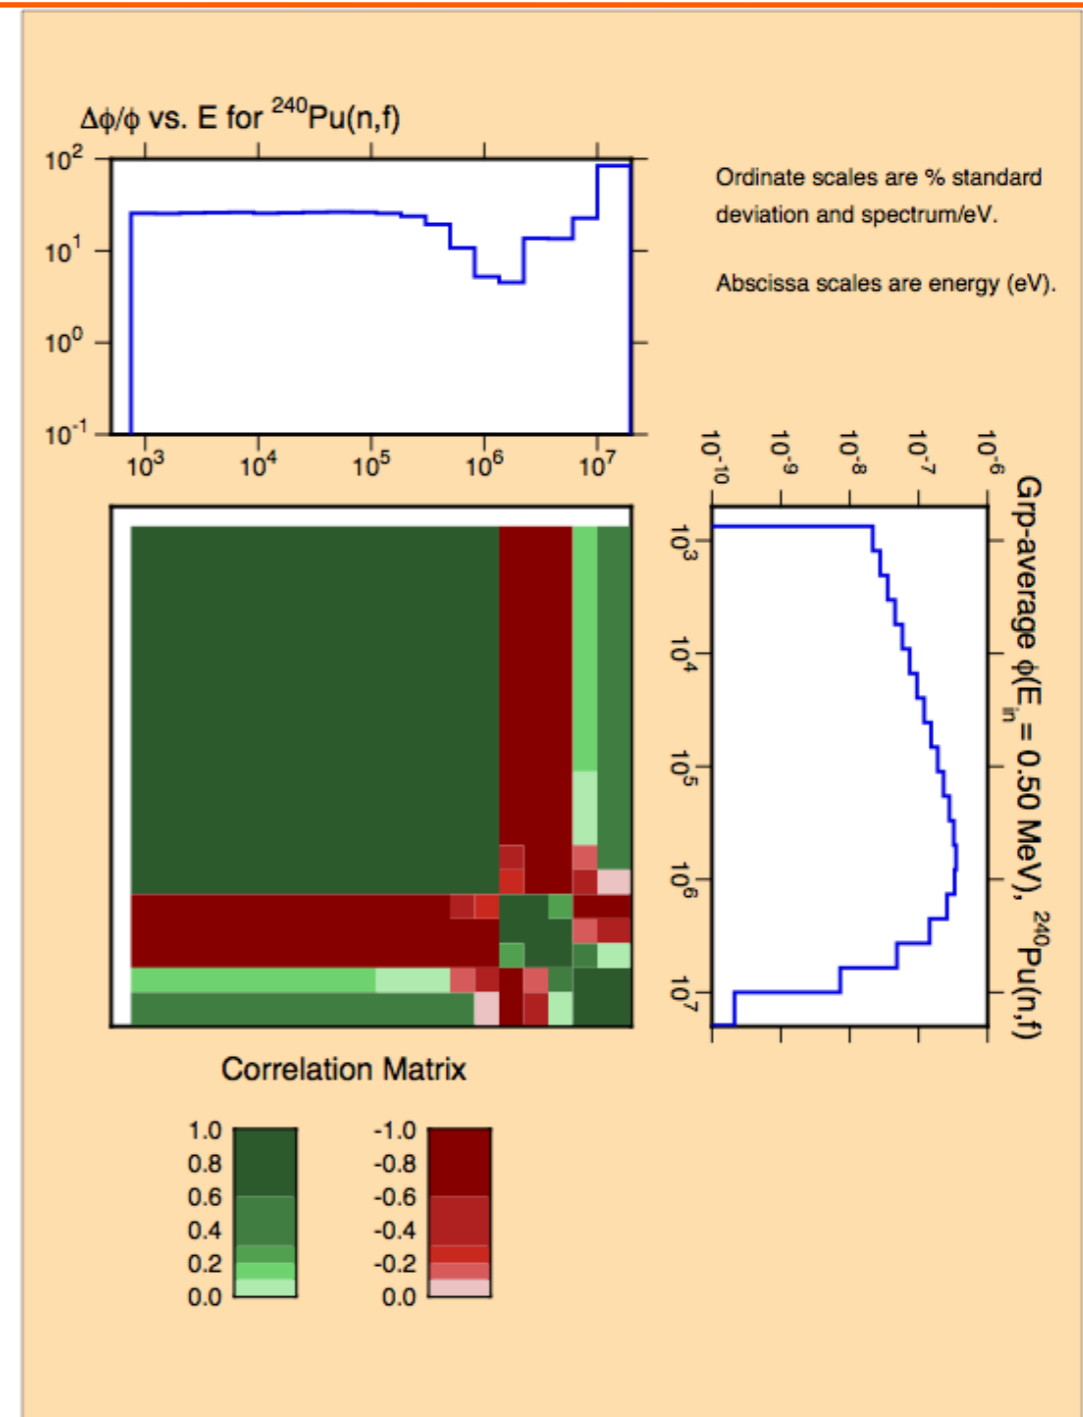 Δϕ/ϕ vs. E for ²⁴⁰Pu(n,f)
10²
10¹
10⁰
10⁻¹
10³ 10⁴ 10⁵ 10⁶ 10⁷
Ordinate scales are % standard
deviation and spectrum/eV.
Abscissa scales are energy (eV).
10⁻¹⁰ 10⁻⁹ 10⁻⁸ 10⁻⁷ 10⁻⁶
10³
10⁴
10⁵
10⁶
10⁷
Grp-average ϕ(E_in = 0.50 MeV), ²⁴⁰Pu(n,f)
Correlation Matrix
1.0 -1.0
0.8 -0.8
0.6 -0.6
0.4 -0.4
0.2 -0.2
0.0 0.0